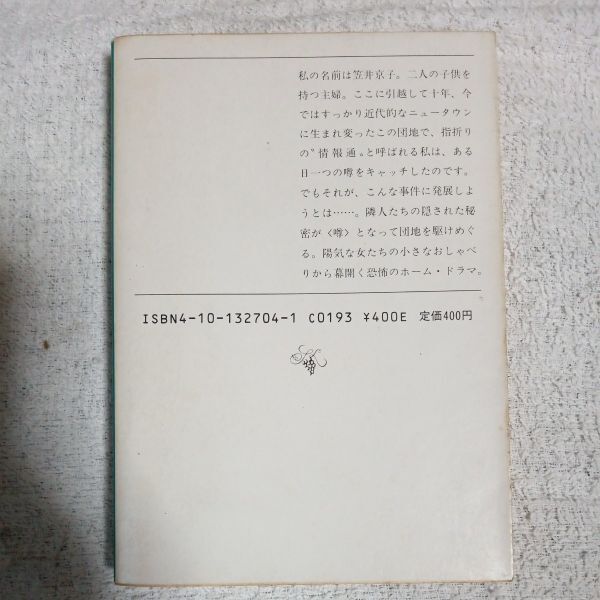 私の名前は笠井京子。二人の子供を
持つ主婦。ここに引越して十年、今
ではすっかり近代的なニュータウン
に生まれ変ったこの団地で、指折り
の〝情報通〟と呼ばれる私は、ある
日一つの噂をキャッチしたのです。
でもそれが、こんな事件に発展しよ
うとは……。隣人たちの隠された秘
密が〈噂〉となって団地を駆けめぐ
る。陽気な女たちの小さなおしゃべ
りから幕開く恐怖のホーム・ドラマ。
ISBN4-10-132704-1 C0193 ¥400E 定価400円